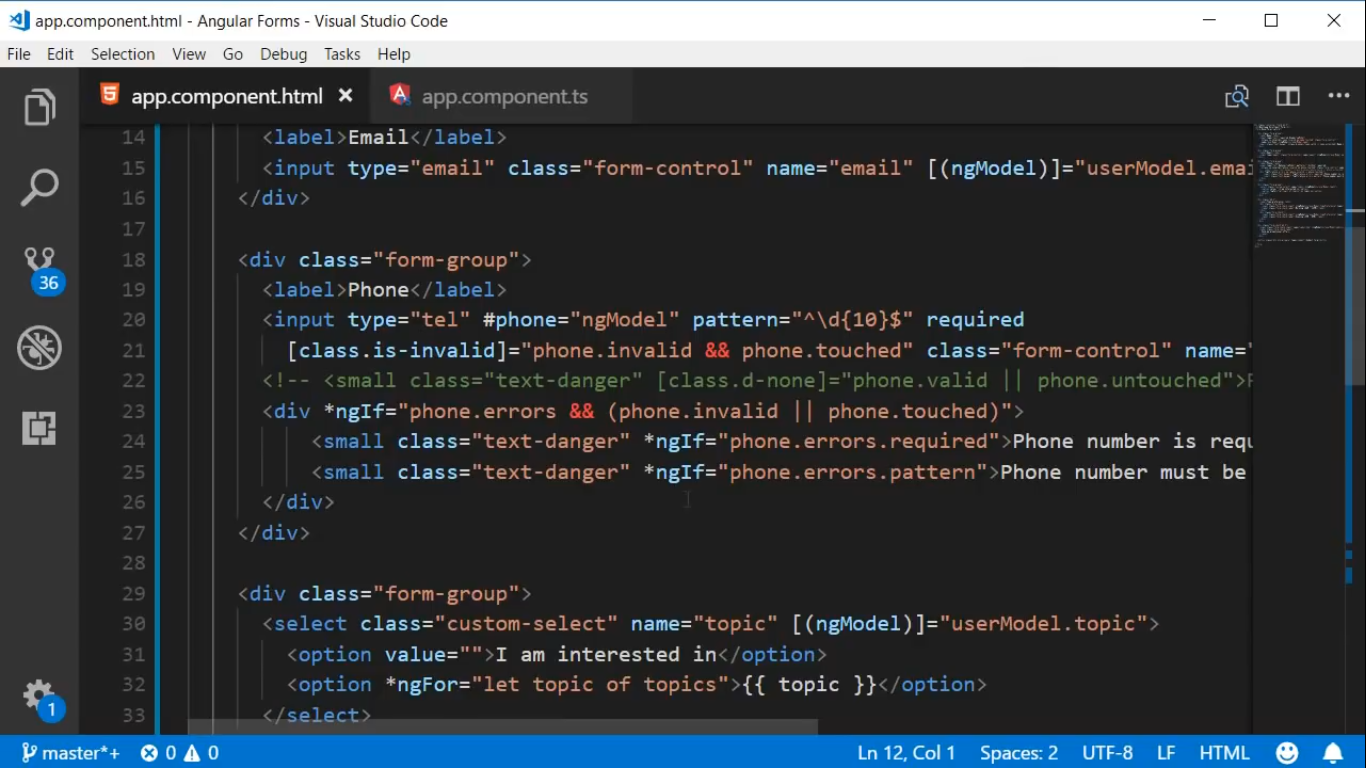 app.component.html - Angular Forms - Visual Studio Code
File Edit Selection View Go Debug Tasks Help
app.component.html app.component.ts
14 <label>Email</label>
15 <input type="email" class="form-control" name="email" [(ngModel)]="userModel.emai
16 </div>
17
18 <div class="form-group">
19 <label>Phone</label>
20 <input type="tel" #phone="ngModel" pattern="^\d{10}$" required
21 [class.is-invalid]="phone.invalid && phone.touched" class="form-control" name="
22 <!-- <small class="text-danger" [class.d-none]="phone.valid || phone.untouched">P
23 <div *ngIf="phone.errors && (phone.invalid || phone.touched)">
24 <small class="text-danger" *ngIf="phone.errors.required">Phone number is requ
25 <small class="text-danger" *ngIf="phone.errors.pattern">Phone number must be
26 </div>
27 </div>
28
29 <div class="form-group">
30 <select class="custom-select" name="topic" [(ngModel)]="userModel.topic">
31 <option value="">I am interested in</option>
32 <option *ngFor="let topic of topics">{{ topic }}</option>
33 </select>
36
1
master*+ 0 0 Ln 12, Col 1 Spaces: 2 UTF-8 LF HTML